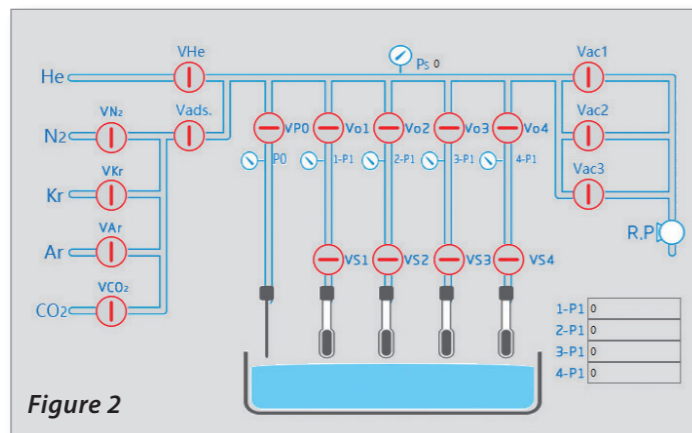 VHe
He
Ps 0
Vac1
VN2
N2
Vads.
VP0
Vo1
Vo2
Vo3
Vo4
Vac2
P0
1-P1
2-P1
3-P1
4-P1
VKr
Kr
Vac3
VAr
Ar
R.P
VS1
VS2
VS3
VS4
VCO2
CO2
1-P1 0
2-P1 0
3-P1 0
4-P1 0
Figure 2